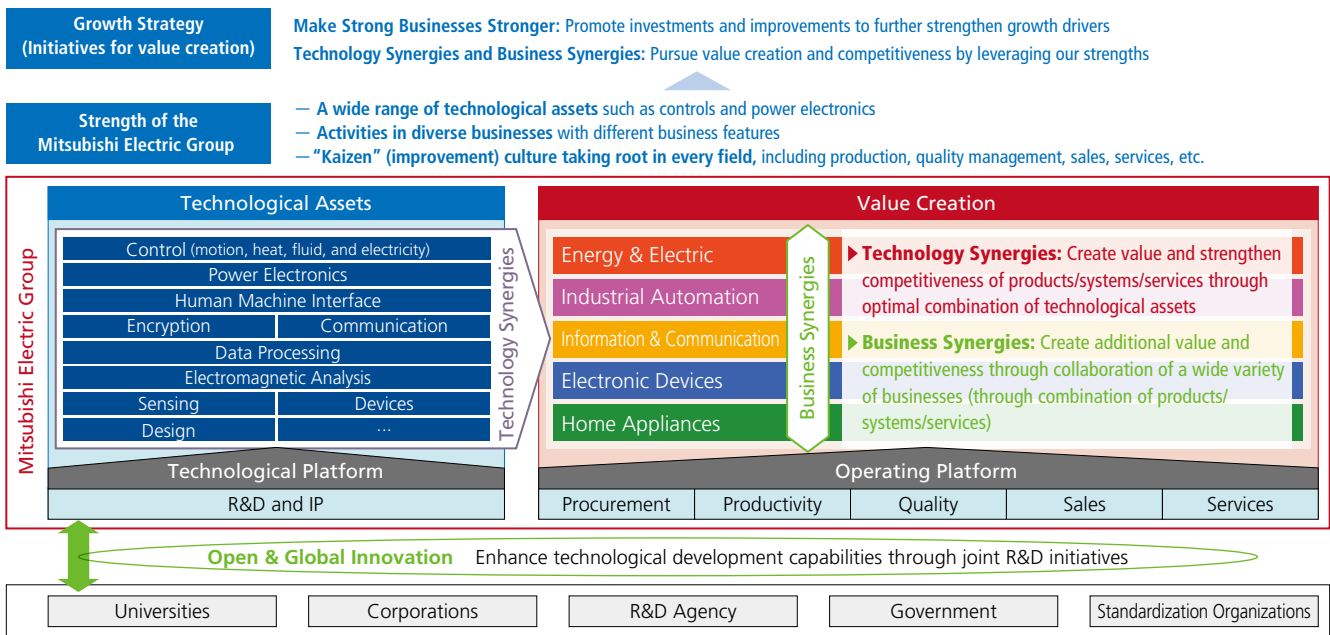 Growth Strategy
(Initiatives for value creation)
Make Strong Businesses Stronger: Promote investments and improvements to further strengthen growth drivers
Technology Synergies and Business Synergies: Pursue value creation and competitiveness by leveraging our strengths
Strength of the
Mitsubishi Electric Group
— A wide range of technological assets such as controls and power electronics
— Activities in diverse businesses with different business features
— “Kaizen” (improvement) culture taking root in every field, including production, quality management, sales, services, etc.
Mitsubishi Electric Group
Technological Assets
Control (motion, heat, fluid, and electricity)
Power Electronics
Human Machine Interface
Encryption
Communication
Data Processing
Electromagnetic Analysis
Sensing
Devices
Design
...
Technology Synergies
Technological Platform
R&D and IP
Value Creation
Energy & Electric
Industrial Automation
Information & Communication
Electronic Devices
Home Appliances
Business Synergies
Technology Synergies: Create value and strengthen
competitiveness of products/systems/services through
optimal combination of technological assets
Business Synergies: Create additional value and
competitiveness through collaboration of a wide variety
of businesses (through combination of products/
systems/services)
Operating Platform
Procurement
Productivity
Quality
Sales
Services
Open & Global Innovation Enhance technological development capabilities through joint R&D initiatives
Universities
Corporations
R&D Agency
Government
Standardization Organizations